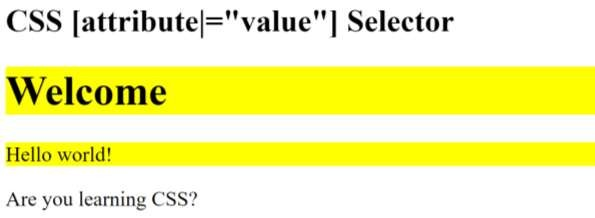 CSS [attribute|="value"] Selector
Welcome
Hello world!
Are you learning CSS?